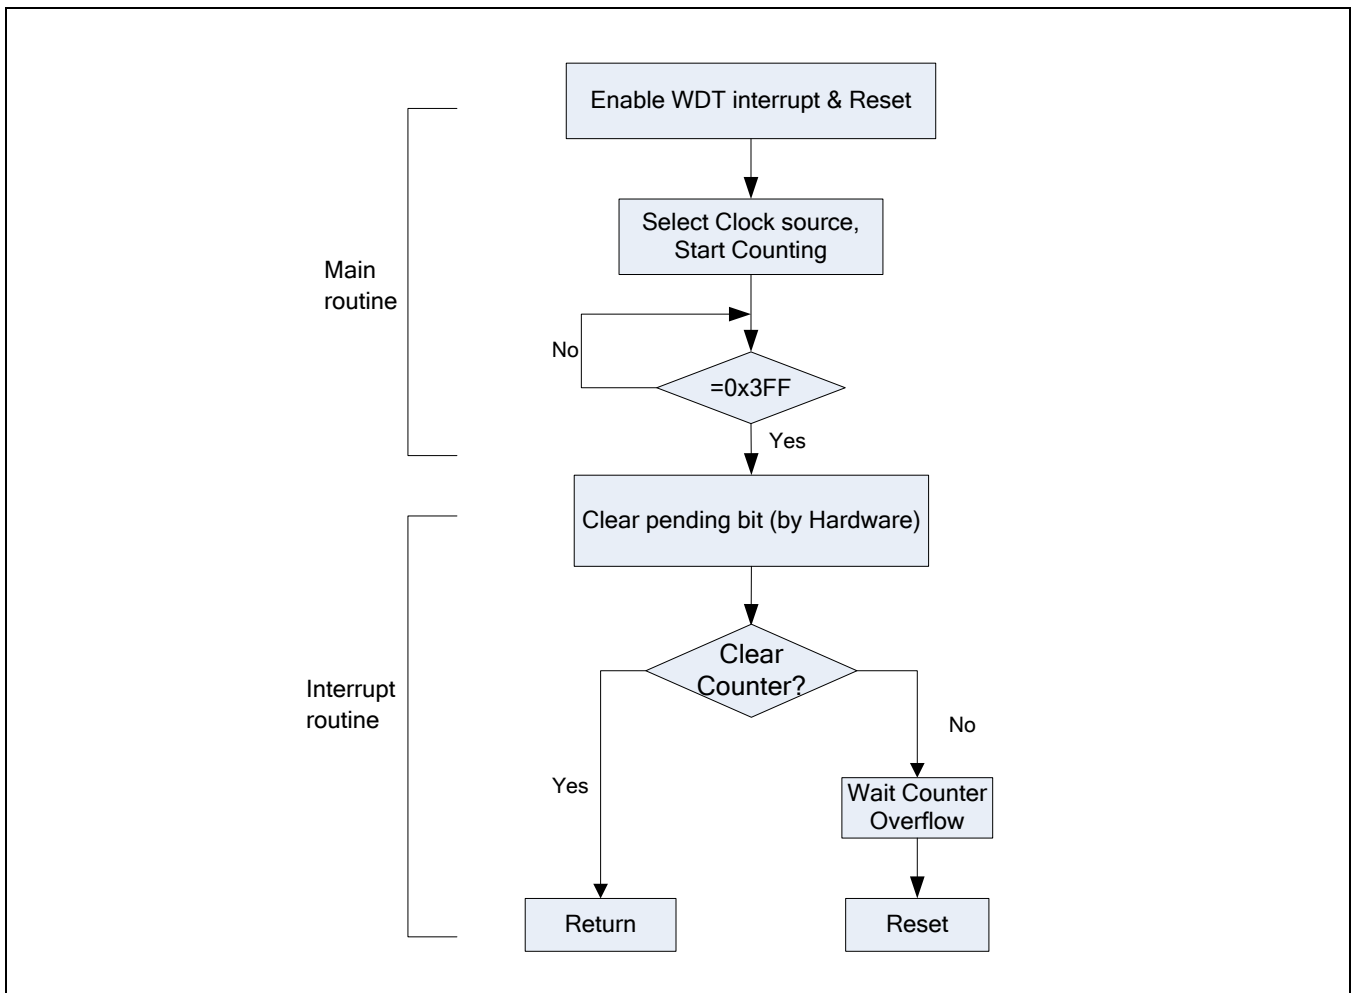 Enable WDT interrupt & Reset
Select Clock source,
Start Counting
Main
routine
No
=0x3FF
Yes
Clear pending bit (by Hardware)
Clear
Counter?
Interrupt
routine
No
Yes
Wait Counter
Overflow
Return
Reset